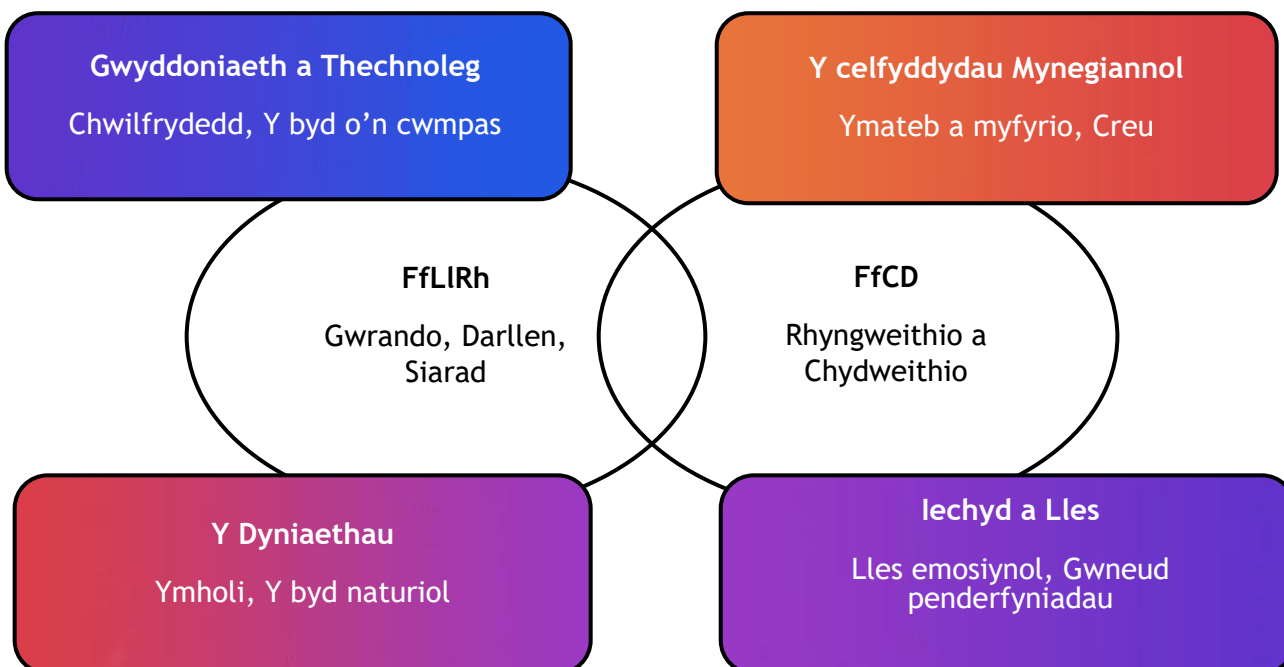 Gwyddoniaeth a Thechnoleg
Chwilfrydedd, Y byd o'n cwmpas
Y celfyddydau Mynegiannol
Ymateb a myfyrio, Creu
FfLlRh
Gwrando, Darllen,
Siarad
FfCD
Rhyngweithio a
Chydweithio
Y Dyniaethau
Ymholi, Y byd naturiol
Iechyd a Lles
Lles emosiynol, Gwneud
penderfyniadau